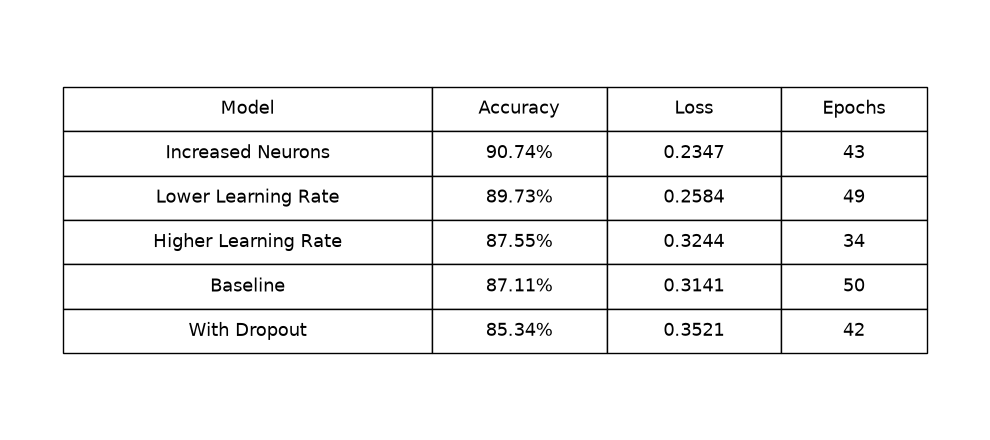 Model Accuracy Loss Epochs
Increased Neurons 90.74% 0.2347 43
Lower Learning Rate 89.73% 0.2584 49
Higher Learning Rate 87.55% 0.3244 34
Baseline 87.11% 0.3141 50
With Dropout 85.34% 0.3521 42